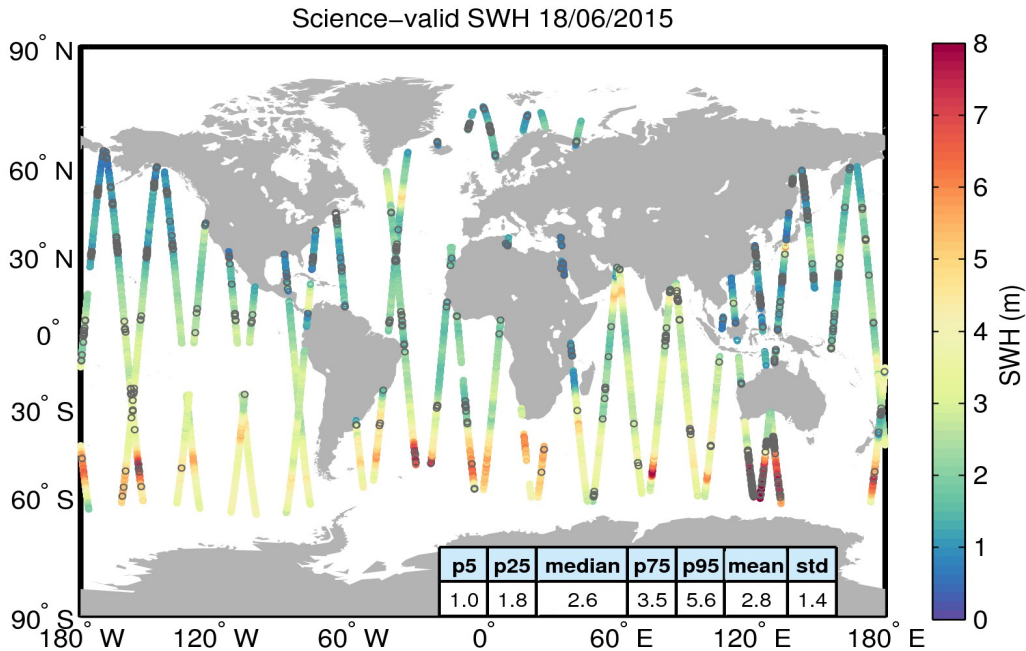 Science−valid SWH 18/06/2015
90° N
60° N
30° N
0°
30° S
60° S
90° S
180° W
120° W
60° W
0°
60° E
120° E
180° E
p5 p25 median p75 p95 mean std
1.0 1.8 2.6 3.5 5.6 2.8 1.4
8
7
6
5
4
3
2
1
0
SWH (m)